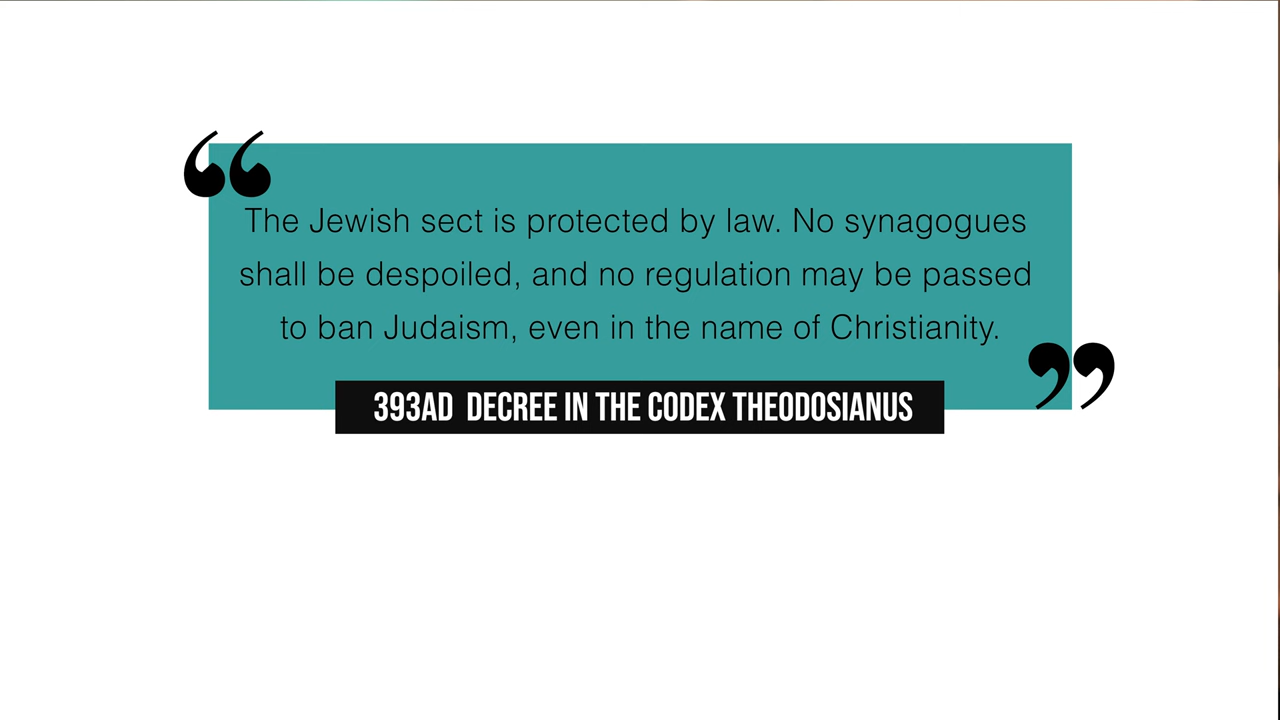 “
The Jewish sect is protected by law. No synagogues
shall be despoiled, and no regulation may be passed
to ban Judaism, even in the name of Christianity.
”
393AD DECREE IN THE CODEX THEODOSIANUS